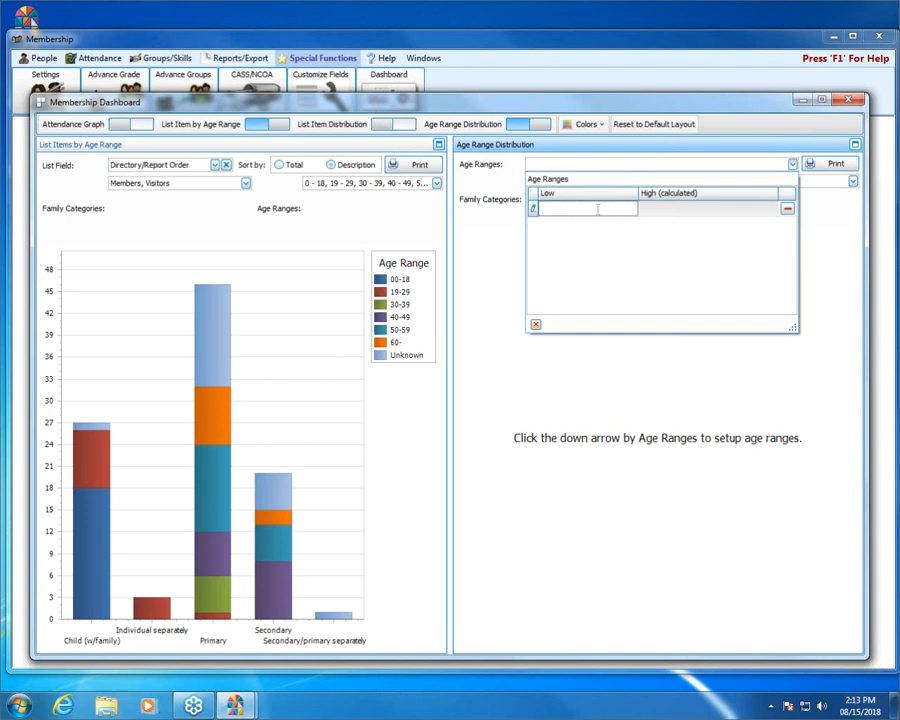 Membership
People Attendance Groups/Skills Reports/Export Special Functions Help Windows
Press 'F1' For Help
Settings Advance Grade Advance Groups CASS/NCOA Customize Fields Dashboard
Membership Dashboard
Attendance Graph List Item by Age Range List Item Distribution Age Range Distribution Colors Reset to Default Layout
List Items by Age Range
List Field: Directory/Report Order Sort by: Total Description Print
Members, Visitors 0 - 18, 19 - 29, 30 - 39, 40 - 49, 5...
Family Categories: Age Ranges:
Age Range
00-18
19-29
30-39
40-49
50-59
60-
Unknown
48
45
42
39
36
33
30
27
24
21
18
15
12
9
6
3
0
Child (w/family)
Individual separately
Primary
Secondary
Secondary/primary separately
Age Range Distribution
Age Ranges: Print
Age Ranges
Low High (calculated)
Family Categories:
Click the down arrow by Age Ranges to setup age ranges.
2:13 PM
08/15/2018